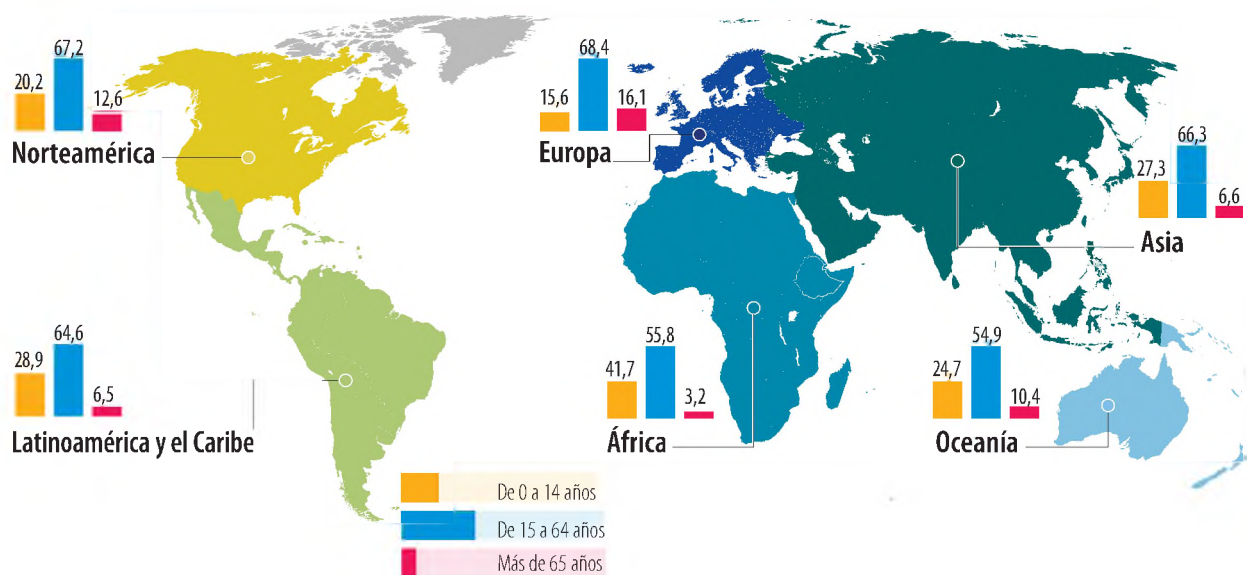 67,2
20,2
12,6
Norteamérica
68,4
15,6
16,1
Europa
66,3
27,3
6,6
Asia
64,6
28,9
6,5
Latinoamérica y el Caribe
55,8
41,7
3,2
África
54,9
24,7
10,4
Oceanía
De 0 a 14 años
De 15 a 64 años
Más de 65 años